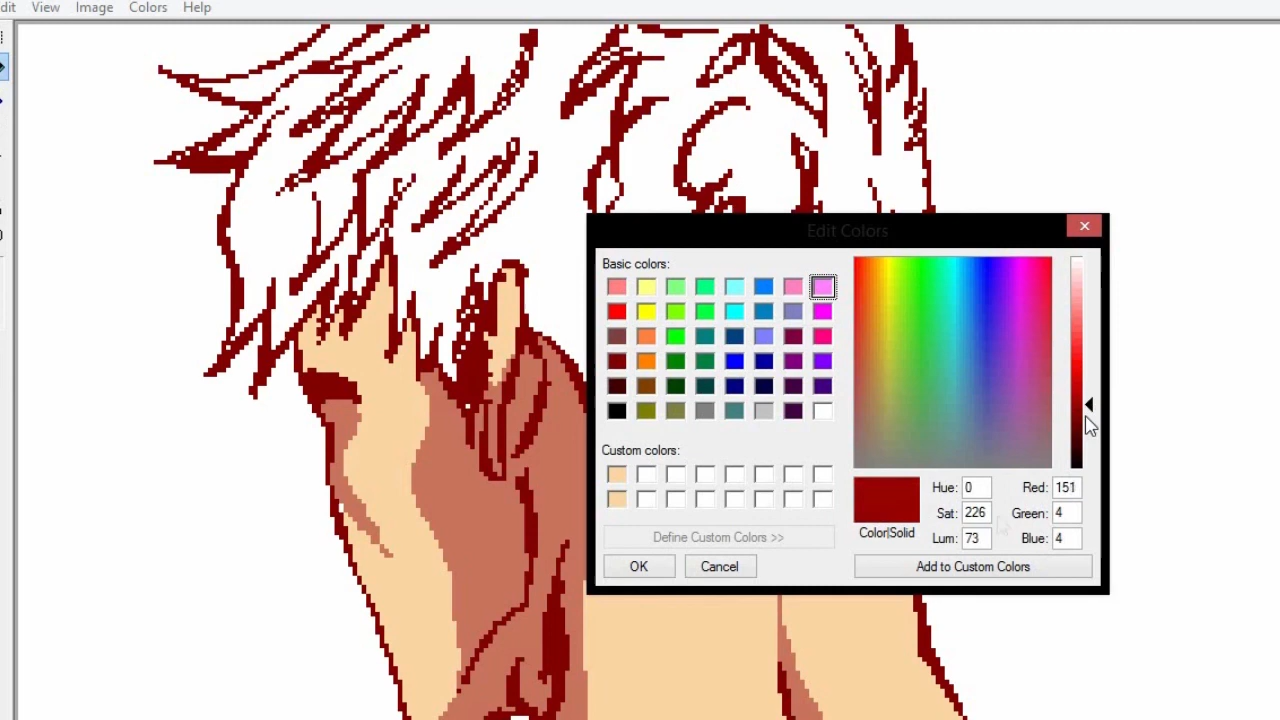 dit View Image Colors Help
Edit Colors
Basic colors:
Custom colors:
Define Custom Colors >>
OK Cancel
Color|Solid
Hue: 0 Red: 151
Sat: 226 Green: 4
Lum: 73 Blue: 4
Add to Custom Colors